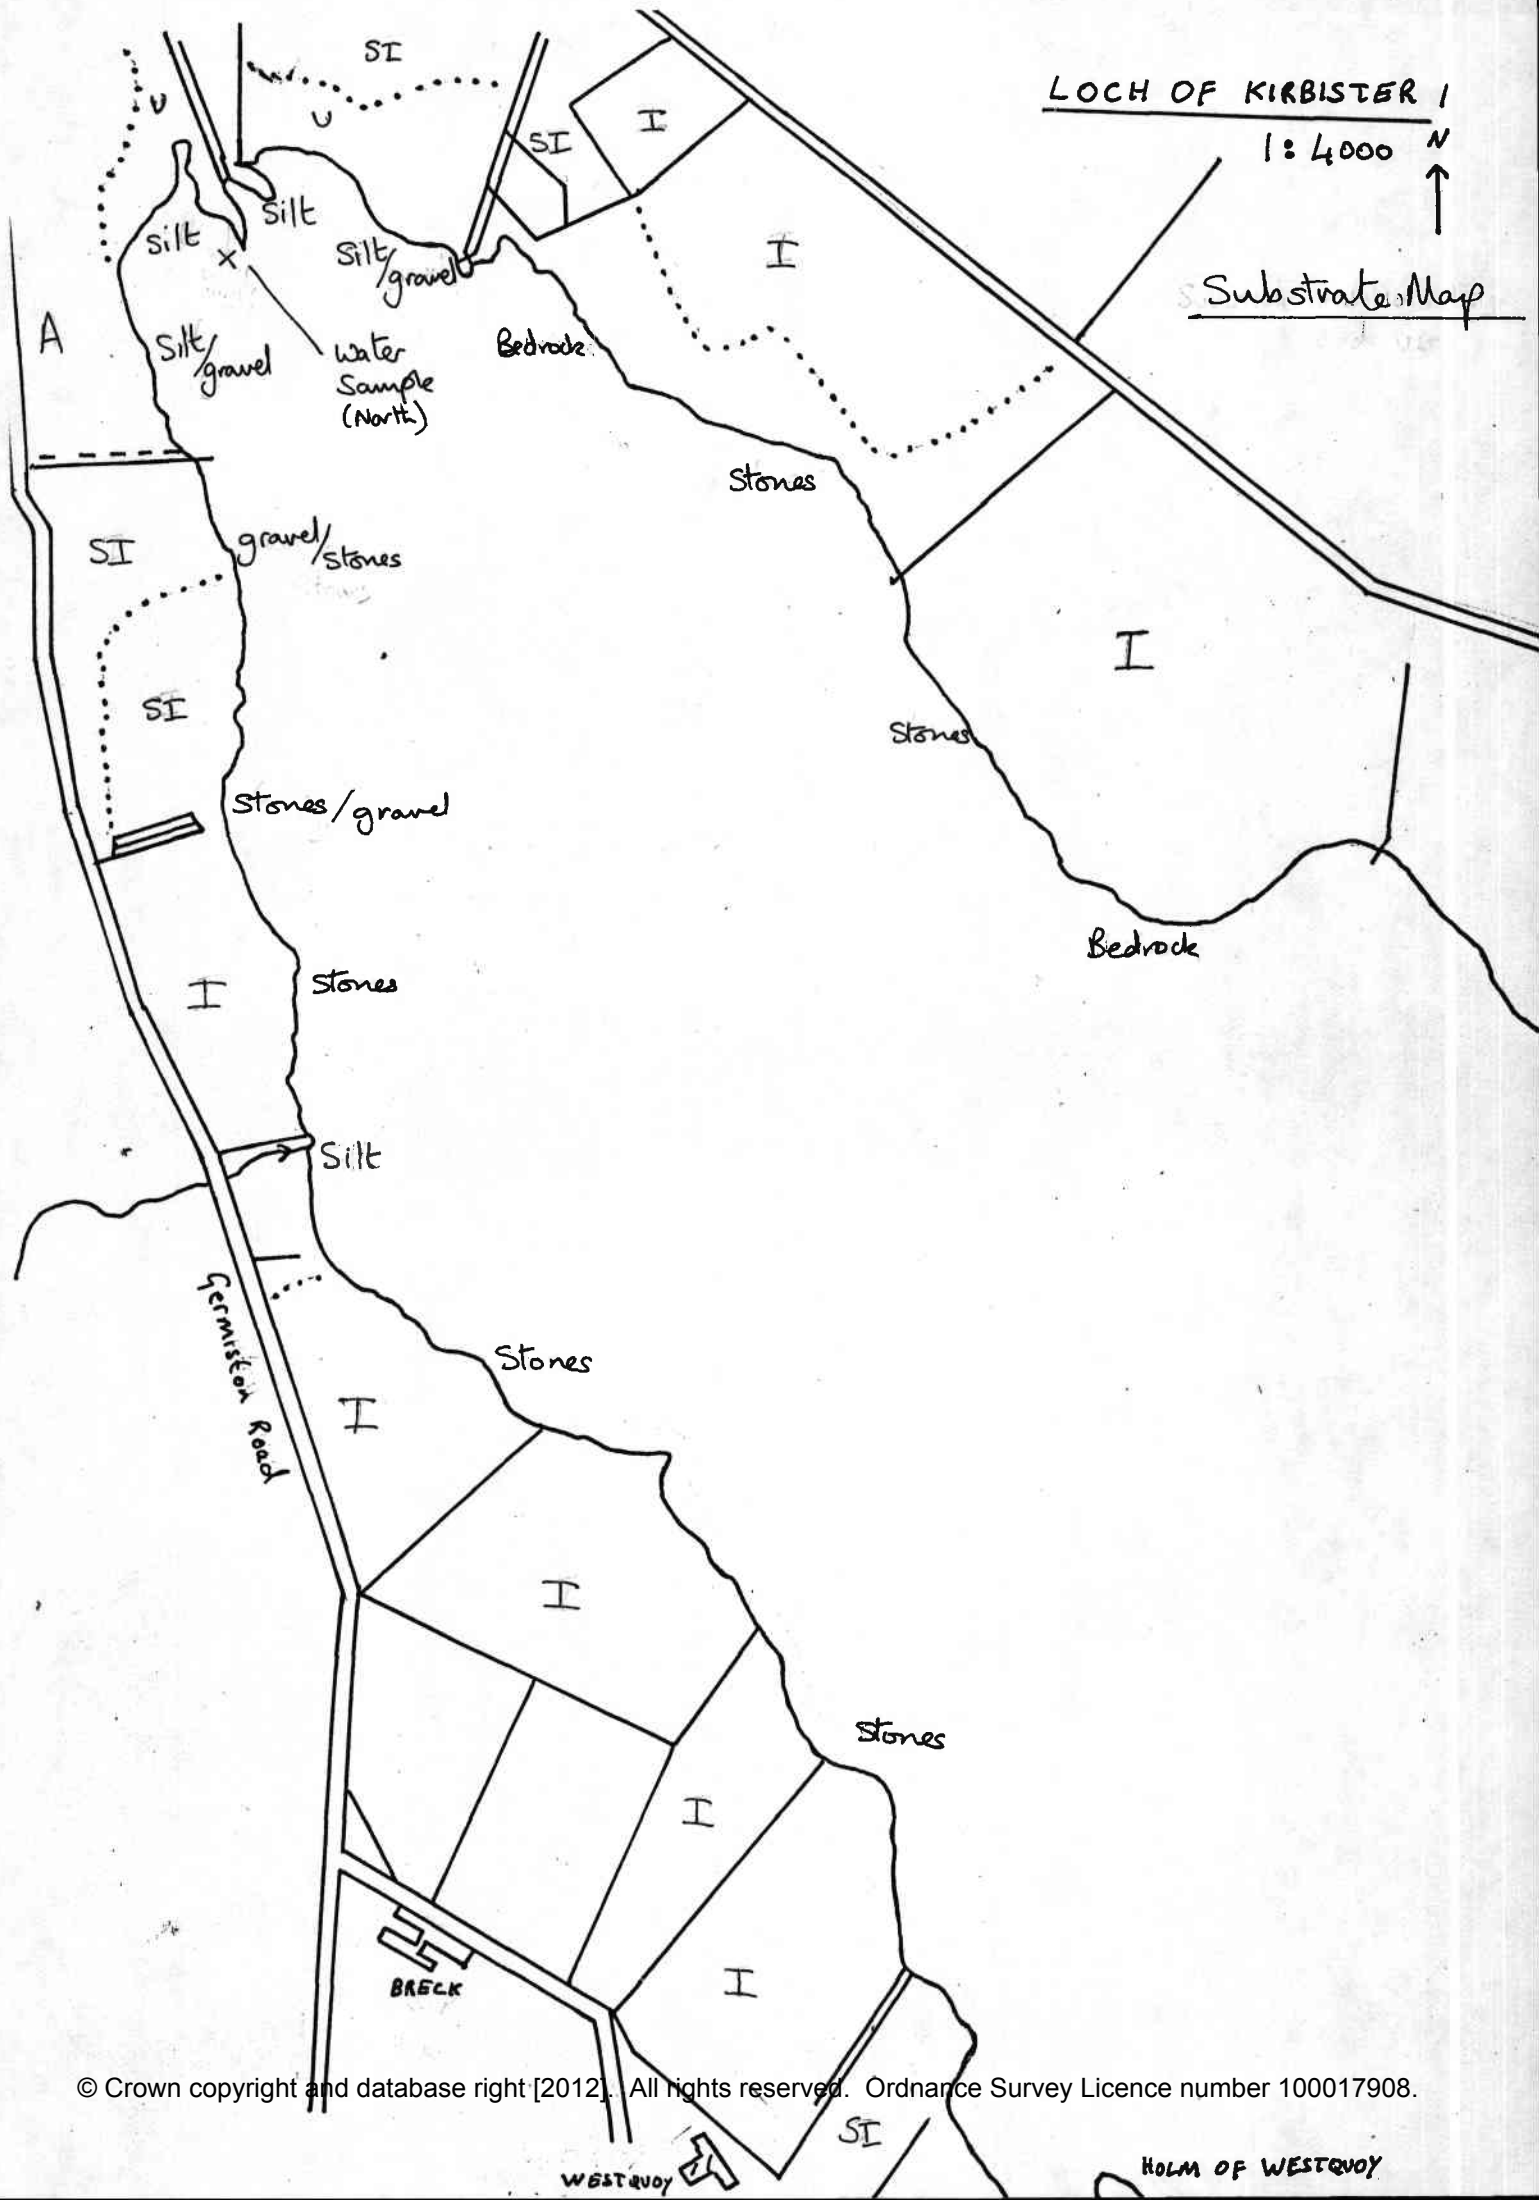 LOCH OF KIRBISTER 1
1:4000 N
Substrate Map
SI
U
U
SI
I
Silt
Silt
Silt/
gravel
I
A
Silt/
gravel
Water
Sample
(North)
Bedrock
Stones
SI
gravel/
Stones
SI
I
Stones
Stones/gravel
Bedrock
I
Stones
Silt
Germiston Road
Stones
I
I
Stones
I
I
BRECK
© Crown copyright and database right [2012]. All rights reserved. Ordnance Survey Licence number 100017908.
SI
WESTQUOY
HOLM OF WESTQUOY